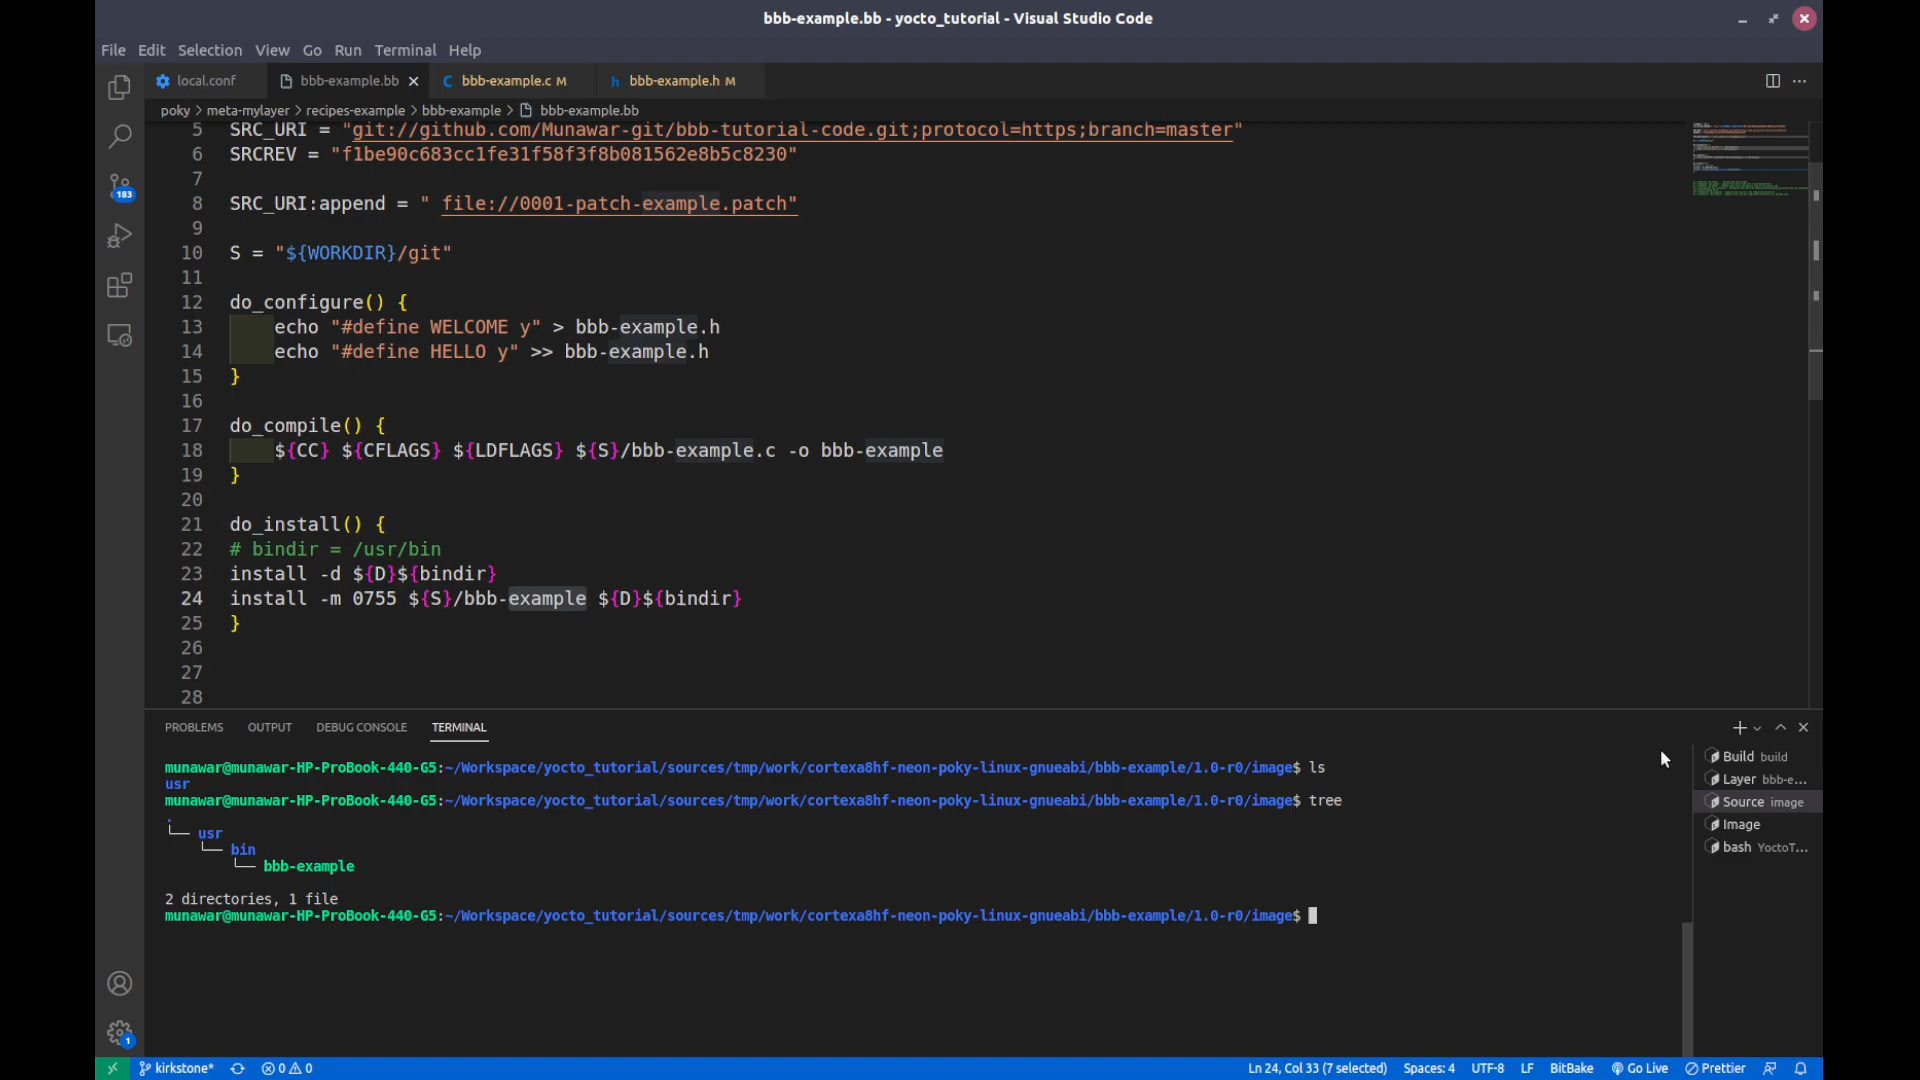 bbb-example.bb - yocto_tutorial - Visual Studio Code
File Edit Selection View Go Run Terminal Help
local.conf bbb-example.bb C bbb-example.c M h bbb-example.h M
poky > meta-mylayer > recipes-example > bbb-example > bbb-example.bb
5 SRC_URI = "git://github.com/Munawar-git/bbb-tutorial-code.git;protocol=https;branch=master"
6 SRCREV = "f1be90c683cc1fe31f58f3f8b081562e8b5c8230"
7
8 SRC_URI:append = " file://0001-patch-example.patch"
9
10 S = "${WORKDIR}/git"
11
12 do_configure() {
13 echo "#define WELCOME y" > bbb-example.h
14 echo "#define HELLO y" >> bbb-example.h
15 }
16
17 do_compile() {
18 ${CC} ${CFLAGS} ${LDFLAGS} ${S}/bbb-example.c -o bbb-example
19 }
20
21 do_install() {
22 # bindir = /usr/bin
23 install -d ${D}${bindir}
24 install -m 0755 ${S}/bbb-example ${D}${bindir}
25 }
26
27
28
183
PROBLEMS OUTPUT DEBUG CONSOLE TERMINAL
munawar@munawar-HP-ProBook-440-G5:~/Workspace/yocto_tutorial/sources/tmp/work/cortexa8hf-neon-poky-linux-gnueabi/bbb-example/1.0-r0/image$ ls
usr
munawar@munawar-HP-ProBook-440-G5:~/Workspace/yocto_tutorial/sources/tmp/work/cortexa8hf-neon-poky-linux-gnueabi/bbb-example/1.0-r0/image$ tree
.
└── usr
└── bin
└── bbb-example
2 directories, 1 file
munawar@munawar-HP-ProBook-440-G5:~/Workspace/yocto_tutorial/sources/tmp/work/cortexa8hf-neon-poky-linux-gnueabi/bbb-example/1.0-r0/image$
Build build
Layer bbb-e...
Source image
Image
bash YoctoT...
1
kirkstone* 0 0 Ln 24, Col 33 (7 selected) Spaces: 4 UTF-8 LF BitBake Go Live Prettier